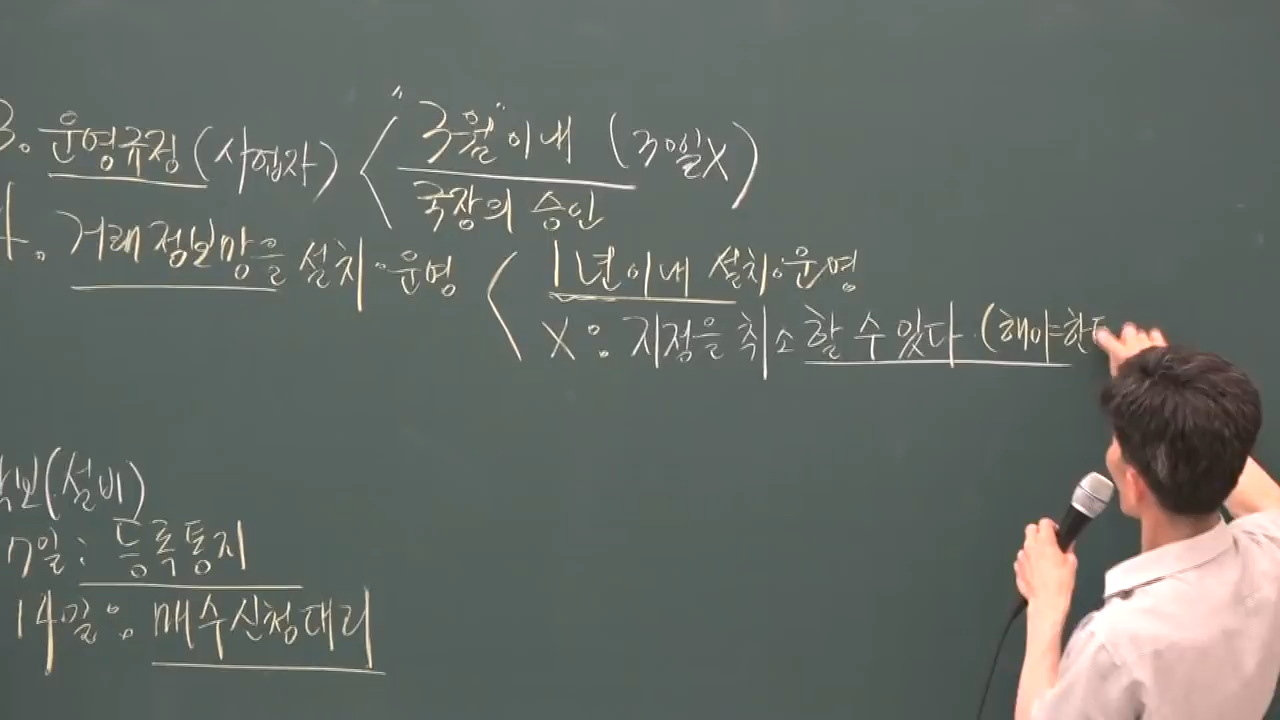 3. 운영규정(사업자) < "3월"이내 (3일X)
국장의 승인
4. 거래정보망을 설치·운영 < 1년이내 설치·운영
X : 지정을 취소할 수 있다 (해야한다
보(설비)
7일 : 등록통지
14일 : 매수신청대리